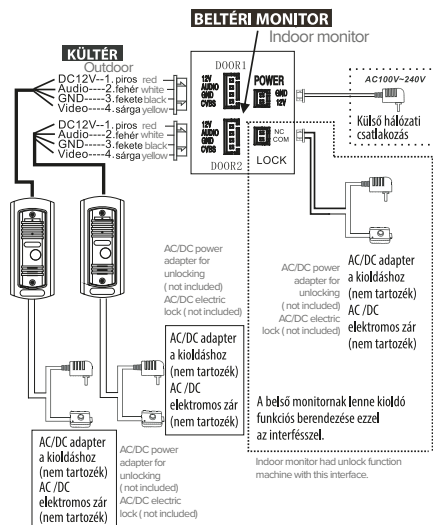 BELTÉRI MONITOR
Indoor monitor
KÜLTÉR
Outdoor
DC12V--1. piros red
Audio----2.fehér white
GND-----3.fekete black
Video----4.sárga yellow
DC12V--1. piros red
Audio----2.fehér white
GND-----3.fekete black
Video----4.sárga yellow
DOOR1
12V
AUDIO
GND
CVBS
POWER
GND
12V
12V
AUDIO
GND
CVBS
DOOR2
NC
COM
LOCK
AC100V~240V
Külső hálózati
csatlakozás
AC/DC power
adapter for
unlocking
( not included)
AC/DC electric
lock ( not included)
AC/DC adapter
a kioldáshoz
(nem tartozék)
AC /DC
elektromos zár
(nem tartozék)
AC/DC power
adapter for
unlocking
( not included)
AC/DC electric
lock ( not included)
AC/DC adapter
a kioldáshoz
(nem tartozék)
AC /DC
elektromos zár
(nem tartozék)
A belső monitornak lenne kioldó
funkciós berendezése ezzel
az interfésszel.
Indoor monitor had unlock function
machine with this interface.
AC/DC adapter
a kioldáshoz
(nem tartozék)
AC /DC
elektromos zár
(nem tartozék)
AC/DC power
adapter for
unlocking
( not included)
AC/DC electric
lock ( not included)